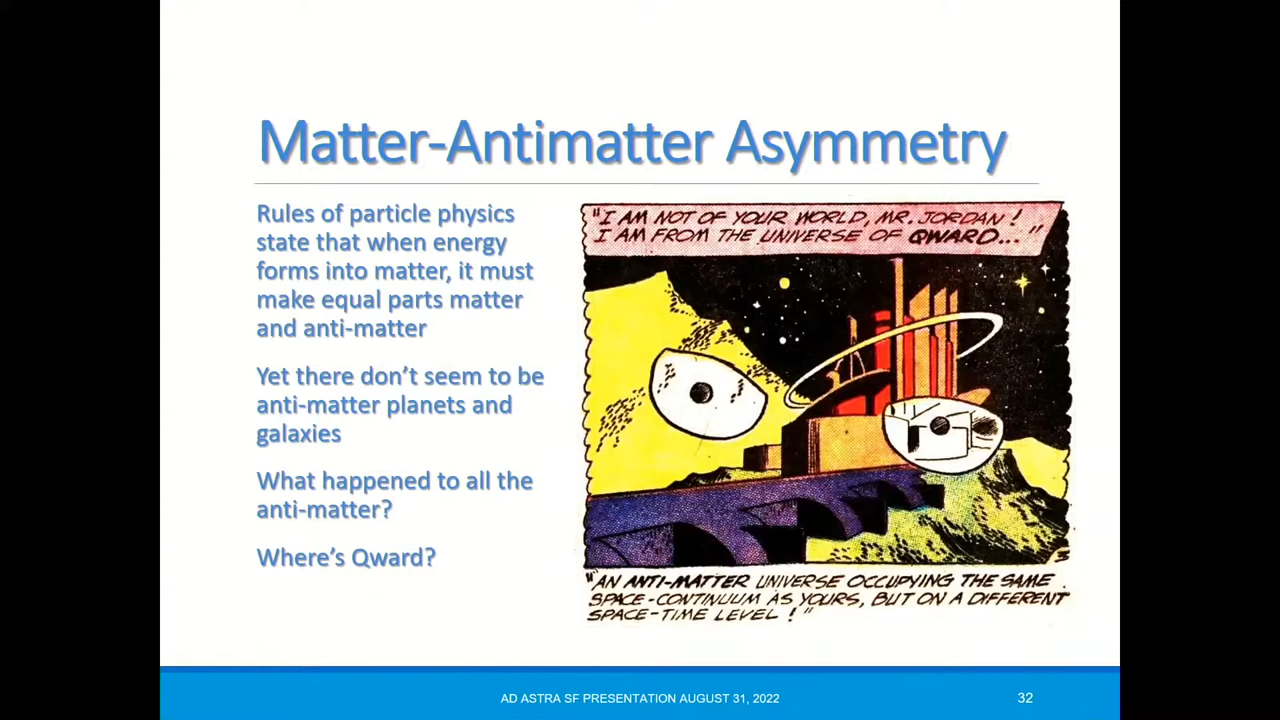 Matter-Antimatter Asymmetry
Rules of particle physics
state that when energy
forms into matter, it must
make equal parts matter
and anti-matter
Yet there don’t seem to be
anti-matter planets and
galaxies
What happened to all the
anti-matter?
Where’s Qward?
"I AM NOT OF YOUR WORLD, MR. JORDAN!
I AM FROM THE UNIVERSE OF QWARD..."
"AN ANTI-MATTER UNIVERSE OCCUPYING THE SAME
SPACE-CONTINUUM AS YOURS, BUT ON A DIFFERENT
SPACE-TIME LEVEL!"
AD ASTRA SF PRESENTATION AUGUST 31, 2022
32